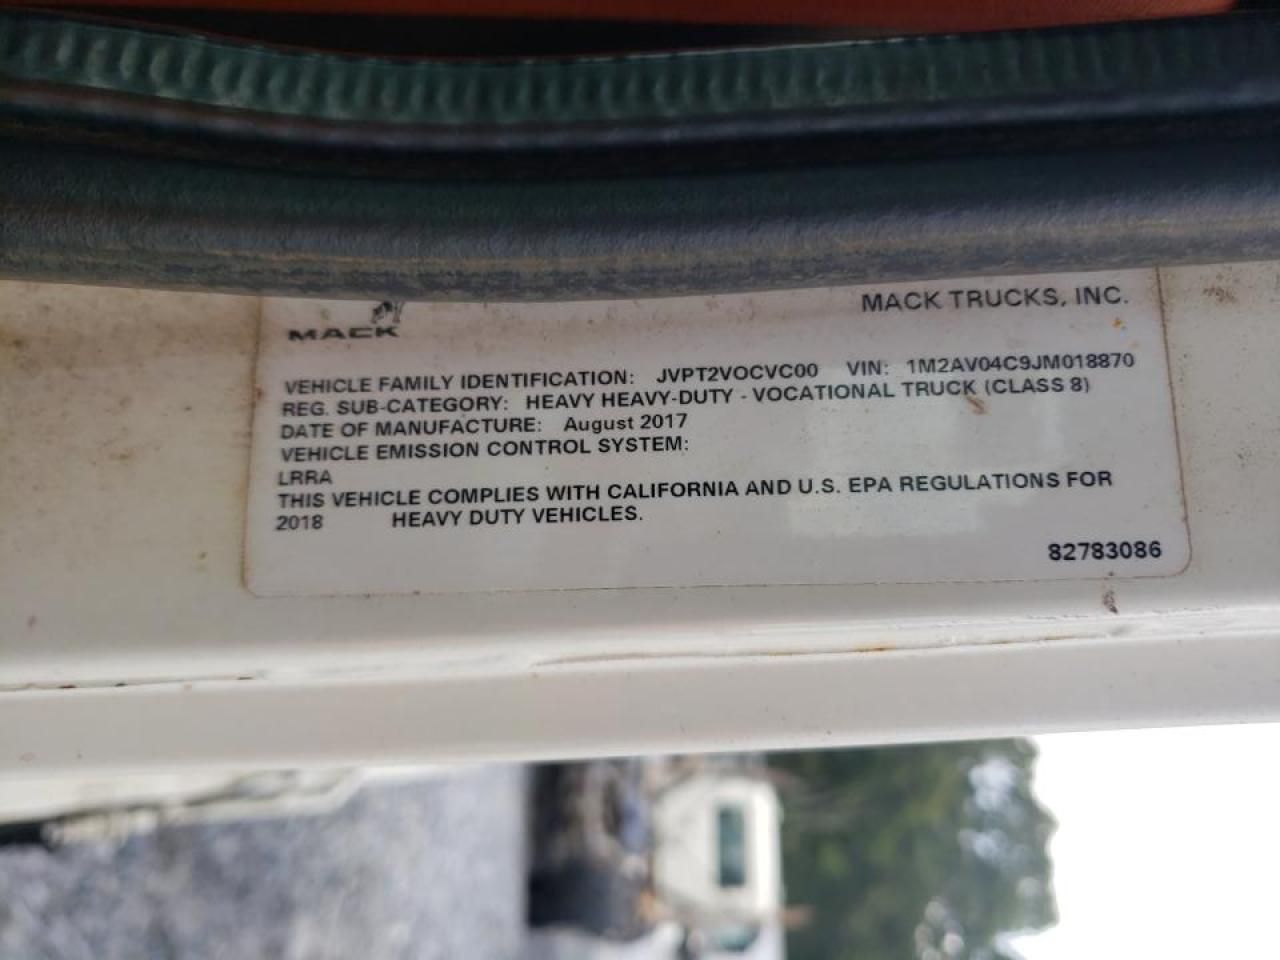 MACK
MACK TRUCKS, INC.
VEHICLE FAMILY IDENTIFICATION: JVPT2VOCVC00 VIN: 1M2AV04C9JM018870
REG. SUB-CATEGORY: HEAVY HEAVY-DUTY - VOCATIONAL TRUCK (CLASS 8)
DATE OF MANUFACTURE: August 2017
VEHICLE EMISSION CONTROL SYSTEM:
LRRA
THIS VEHICLE COMPLIES WITH CALIFORNIA AND U.S. EPA REGULATIONS FOR
2018 HEAVY DUTY VEHICLES.
82783086